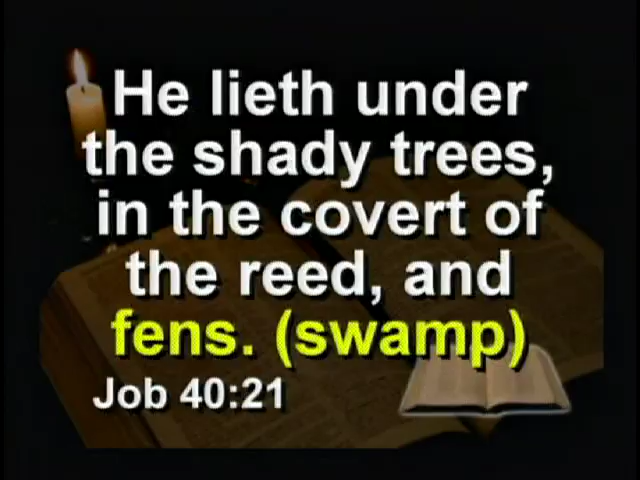 He lieth under
the shady trees,
in the covert of
the reed, and
fens. (swamp)
Job 40:21